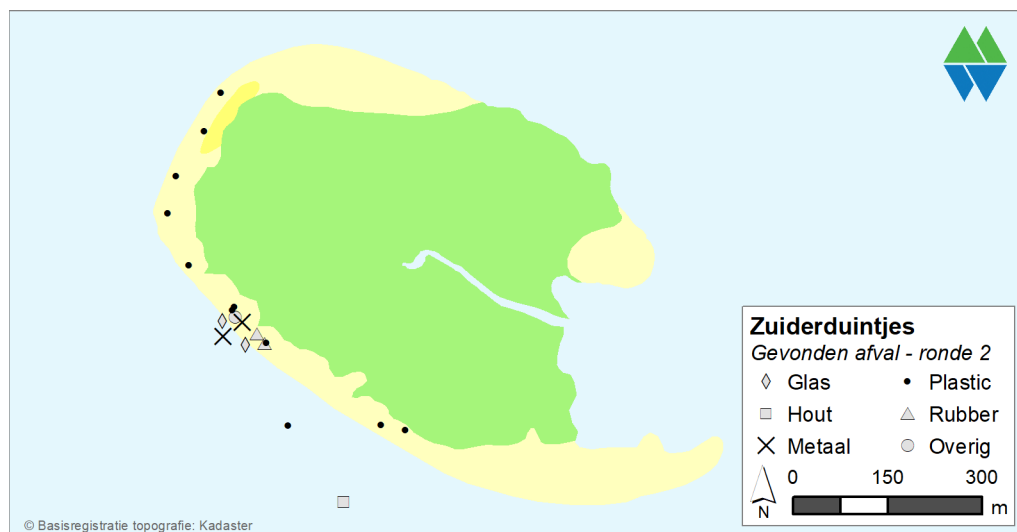 Zuiderduintjes
Gevonden afval - ronde 2
Glas Plastic
Hout Rubber
Metaal Overig
0 150 300
N m
© Basisregistratie topografie: Kadaster